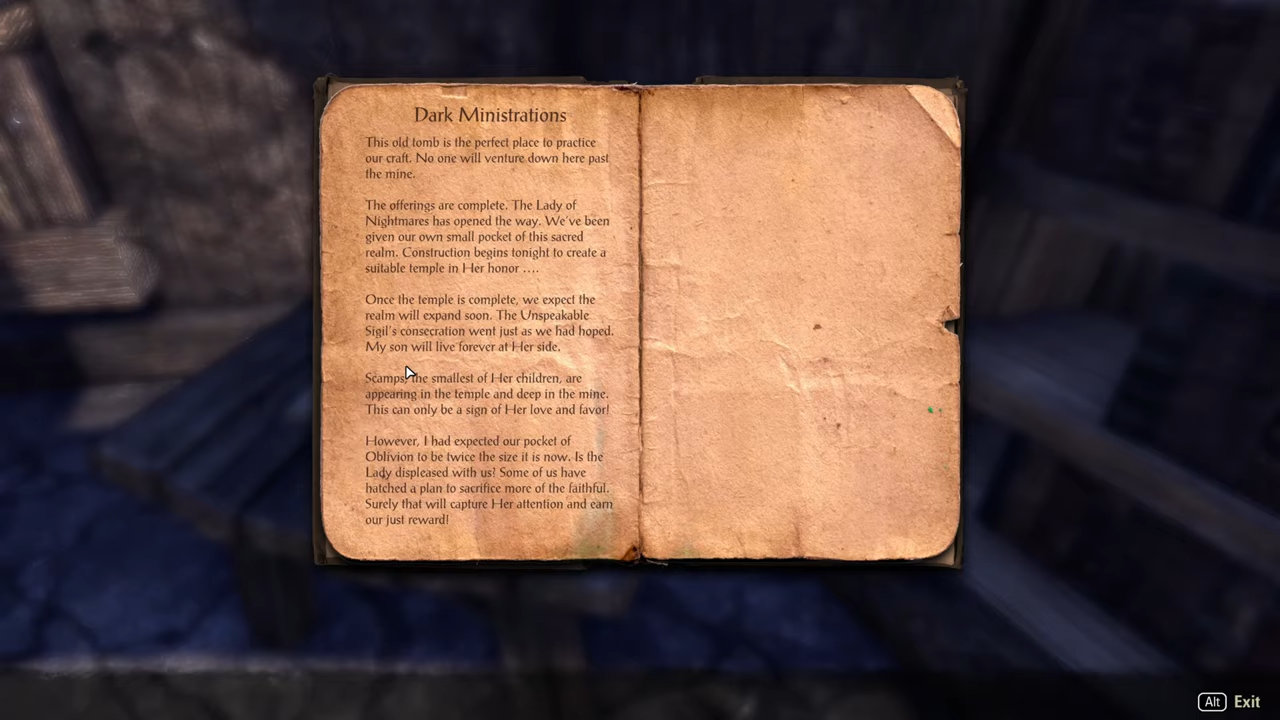 Dark Ministrations
This old tomb is the perfect place to practice
our craft. No one will venture down here past
the mine.
The offerings are complete. The Lady of
Nightmares has opened the way. We've been
given our own small pocket of this sacred
realm. Construction begins tonight to create a
suitable temple in Her honor ....
Once the temple is complete, we expect the
realm will expand soon. The Unspeakable
Sigil's consecration went just as we had hoped.
My son will live forever at Her side.
Scamps, the smallest of Her children, are
appearing in the temple and deep in the mine.
This can only be a sign of Her love and favor!
However, I had expected our pocket of
Oblivion to be twice the size it is now. Is the
Lady displeased with us? Some of us have
hatched a plan to sacrifice more of the faithful.
Surely that will capture Her attention and earn
our just reward!
Alt Exit